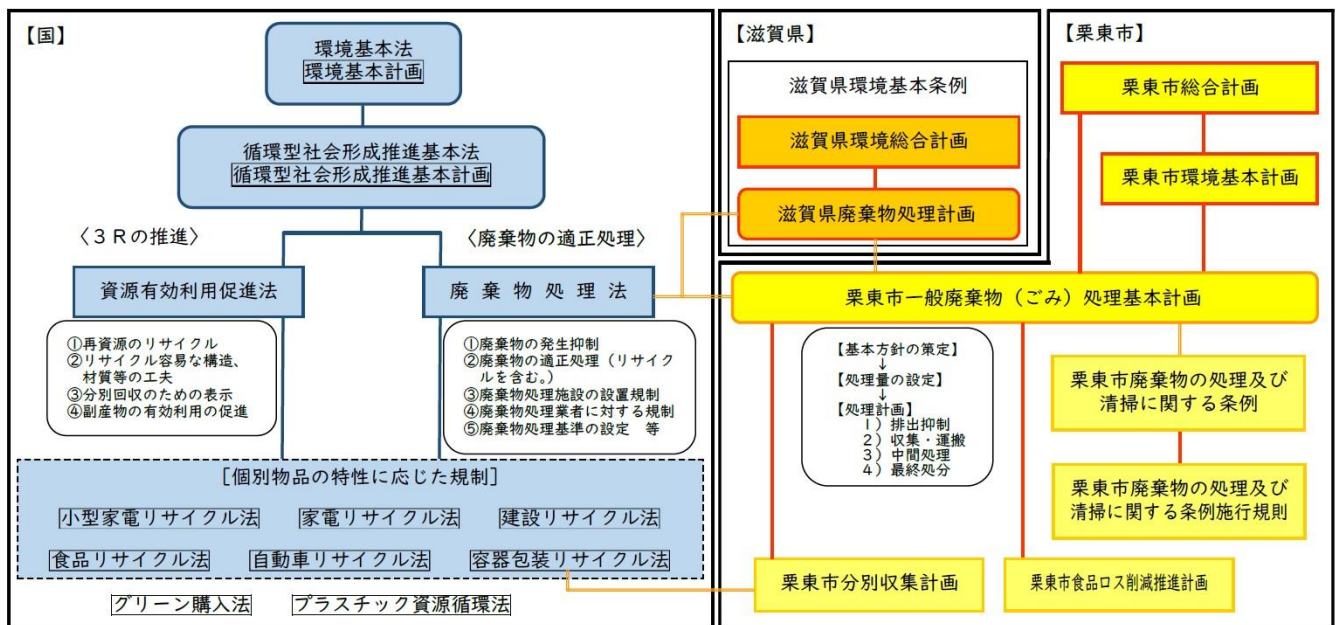 【国】
環境基本法
環境基本計画
循環型社会形成推進基本法
循環型社会形成推進基本計画
〈３Ｒの推進〉
〈廃棄物の適正処理〉
資源有効利用促進法
廃棄物処理法
①再資源のリサイクル
②リサイクル容易な構造、
材質等の工夫
③分別回収のための表示
④副産物の有効利用の促進
①廃棄物の発生抑制
②廃棄物の適正処理（リサイク
ルを含む。）
③廃棄物処理施設の設置規制
④廃棄物処理業者に対する規制
⑤廃棄物処理基準の設定　等
［個別物品の特性に応じた規制］
小型家電リサイクル法
家電リサイクル法
建設リサイクル法
食品リサイクル法
自動車リサイクル法
容器包装リサイクル法
グリーン購入法
プラスチック資源循環法
【滋賀県】
滋賀県環境基本条例
滋賀県環境総合計画
滋賀県廃棄物処理計画
【栗東市】
栗東市総合計画
栗東市環境基本計画
栗東市一般廃棄物（ごみ）処理基本計画
【基本方針の策定】
↓
【処理量の設定】
↓
【処理計画】
１）排出抑制
２）収集・運搬
３）中間処理
４）最終処分
栗東市廃棄物の処理及び
清掃に関する条例
栗東市廃棄物の処理及び
清掃に関する条例施行規則
栗東市分別収集計画
栗東市食品ロス削減推進計画